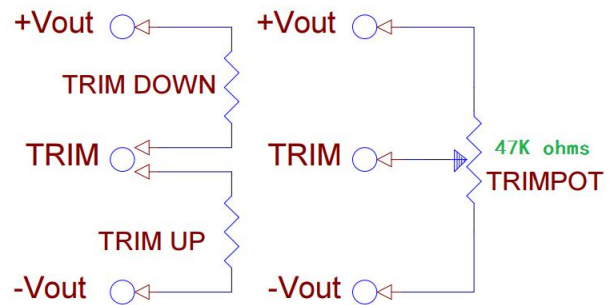 +Vout
TRIM DOWN
TRIM
TRIM UP
-Vout
+Vout
TRIM
47K ohms
TRIMPOT
-Vout